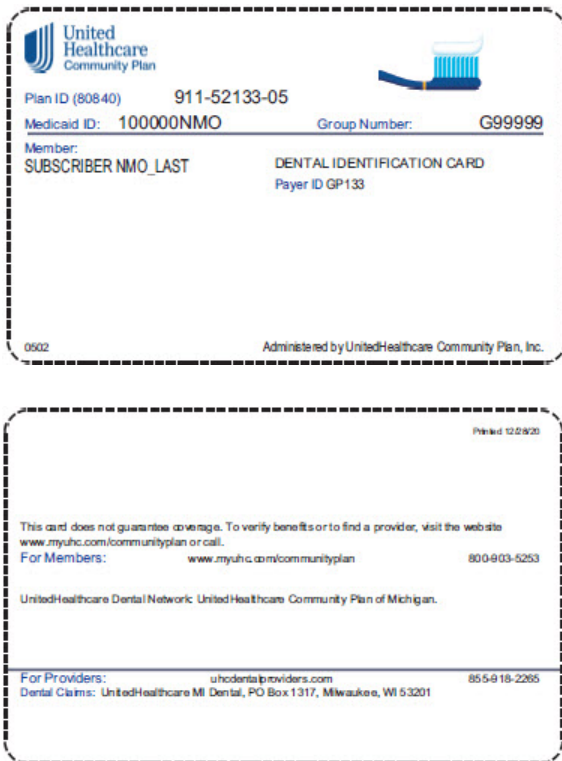 United
Healthcare
Community Plan
Plan ID (80840) 911-52133-05
Medicaid ID: 100000NMO Group Number: G99999
Member:
SUBSCRIBER NMO_LAST DENTAL IDENTIFICATION CARD
Payer ID GP133
0502 Administered by UnitedHealthcare Community Plan, Inc.
Printed 12/28/20
This card does not guarantee coverage. To verify benefits or to find a provider, visit the website
www.myuhc.com/communityplan or call.
For Members: www.myuhc.com/communityplan 800-903-5253
UnitedHealthcare Dental Network: UnitedHealthcare Community Plan of Michigan.
For Providers: uhcdentalproviders.com 855-918-2265
Dental Claims: UnitedHealthcare MI Dental, PO Box 1317, Milwaukee, WI 53201